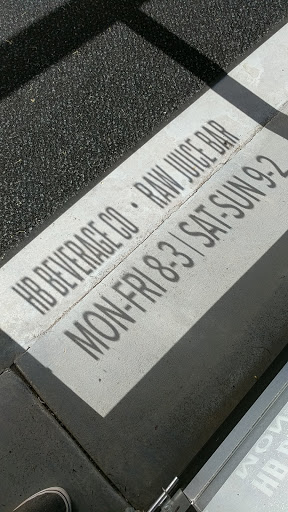 HB BEVERAGE CO • RAW JUICE BAR
MON-FRI 8-3 | SAT-SUN 9-2